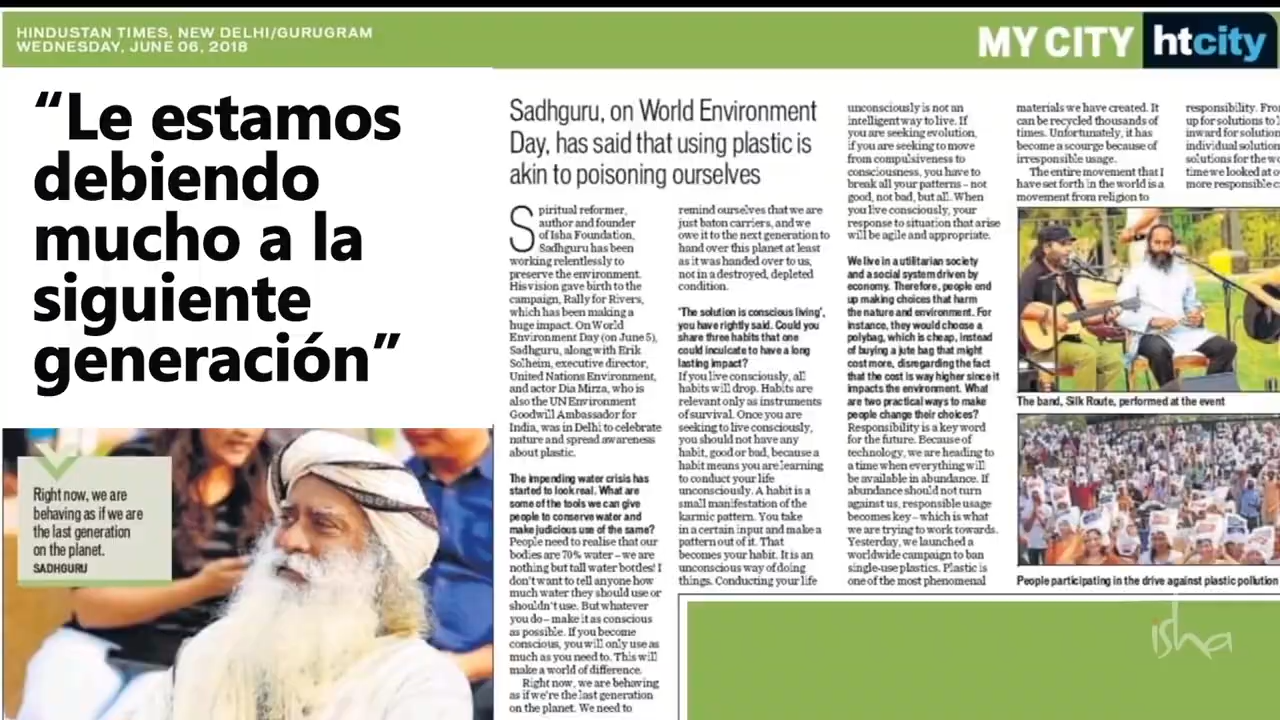 HINDUSTAN TIMES, NEW DELHI/GURUGRAM
WEDNESDAY, JUNE 06, 2018
MY CITY
htcity
“Le estamos
debiendo
mucho a la
siguiente
generación”
Right now, we are
behaving as if we are
the last generation
on the planet.
SADHGURU
Sadhguru, on World Environment
Day, has said that using plastic is
akin to poisoning ourselves
Spiritual reformer,
author and founder
of Isha Foundation,
Sadhguru has been
working relentlessly to
preserve the environment.
His vision gave birth to the
campaign, Rally for Rivers,
which has been making a
huge impact. On World
Environment Day (on June 5),
Sadhguru, along with Erik
Solheim, executive director,
United Nations Environment,
and actor Dia Mirza, who is
also the UN Environment
Goodwill Ambassador for
India, was in Delhi to celebrate
nature and spread awareness
about plastic.
The impending water crisis has
started to look real. What are
some of the tools we can give
people to conserve water and
make judicious use of the same?
People need to realise that our
bodies are 70% water – we are
nothing but tall water bottles! I
don't want to tell anyone how
much water they should use or
shouldn't use. But whatever
you do – make it as conscious
as possible. If you become
conscious, you will only use as
much as you need to. This will
make a world of difference.
Right now, we are behaving
as if we're the last generation
on the planet. We need to
remind ourselves that we are
just baton carriers, and we
owe it to the next generation to
hand over this planet at least
as it was handed over to us,
not in a destroyed, depleted
condition.
'The solution is conscious living',
you have rightly said. Could you
share three habits that one
could inculcate to have a long
lasting impact?
If you live consciously, all
habits will drop. Habits are
relevant only as instruments
of survival. Once you are
seeking to live consciously,
you should not have any
habit, good or bad, because a
habit means you are learning
to conduct your life
unconsciously. A habit is a
small manifestation of the
karmic pattern. You take
in a certain input and make a
pattern out of it. That
becomes your habit. It is an
unconscious way of doing
things. Conducting your life
unconsciously is not an
intelligent way to live. If
you are seeking evolution,
if you are seeking to move
from compulsiveness to
consciousness, you have to
break all your patterns – not
good, not bad, but all. When
you live consciously, your
response to situation that arise
will be agile and appropriate.
We live in a utilitarian society
and a social system driven by
economy. Therefore, people end
up making choices that harm
the nature and environment. For
instance, they would choose a
polybag, which is cheap, instead
of buying a jute bag that might
cost more, disregarding the fact
that the cost is way higher since it
impacts the environment. What
are two practical ways to make
people change their choices?
Responsibility is a key word
for the future. Because of
technology, we are heading to
a time when everything will
be available in abundance. If
abundance should not turn
against us, responsible usage
becomes key – which is what
we are trying to work towards.
Yesterday, we launched a
worldwide campaign to ban
single-use plastics. Plastic is
one of the most phenomenal
materials we have created. It
can be recycled thousands of
times. Unfortunately, it has
become a scourge because of
irresponsible usage.
The entire movement that I
have set forth in the world is a
movement from religion to
responsibility.
up for solutions to
inward for
individual
solutions for the
time we looked at
more responsible
The band, Silk Route, performed at the event
People participating in the drive against plastic pollution
isha